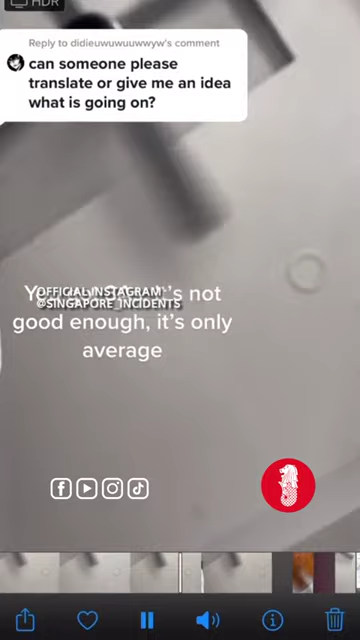 HDR
Reply to didieuwuwuuwwyw's comment
can someone please
translate or give me an idea
what is going on?
OFFICIAL INSTAGRAM -
@SINGAPORE_INCIDENTS
's not
good enough, it's only
average